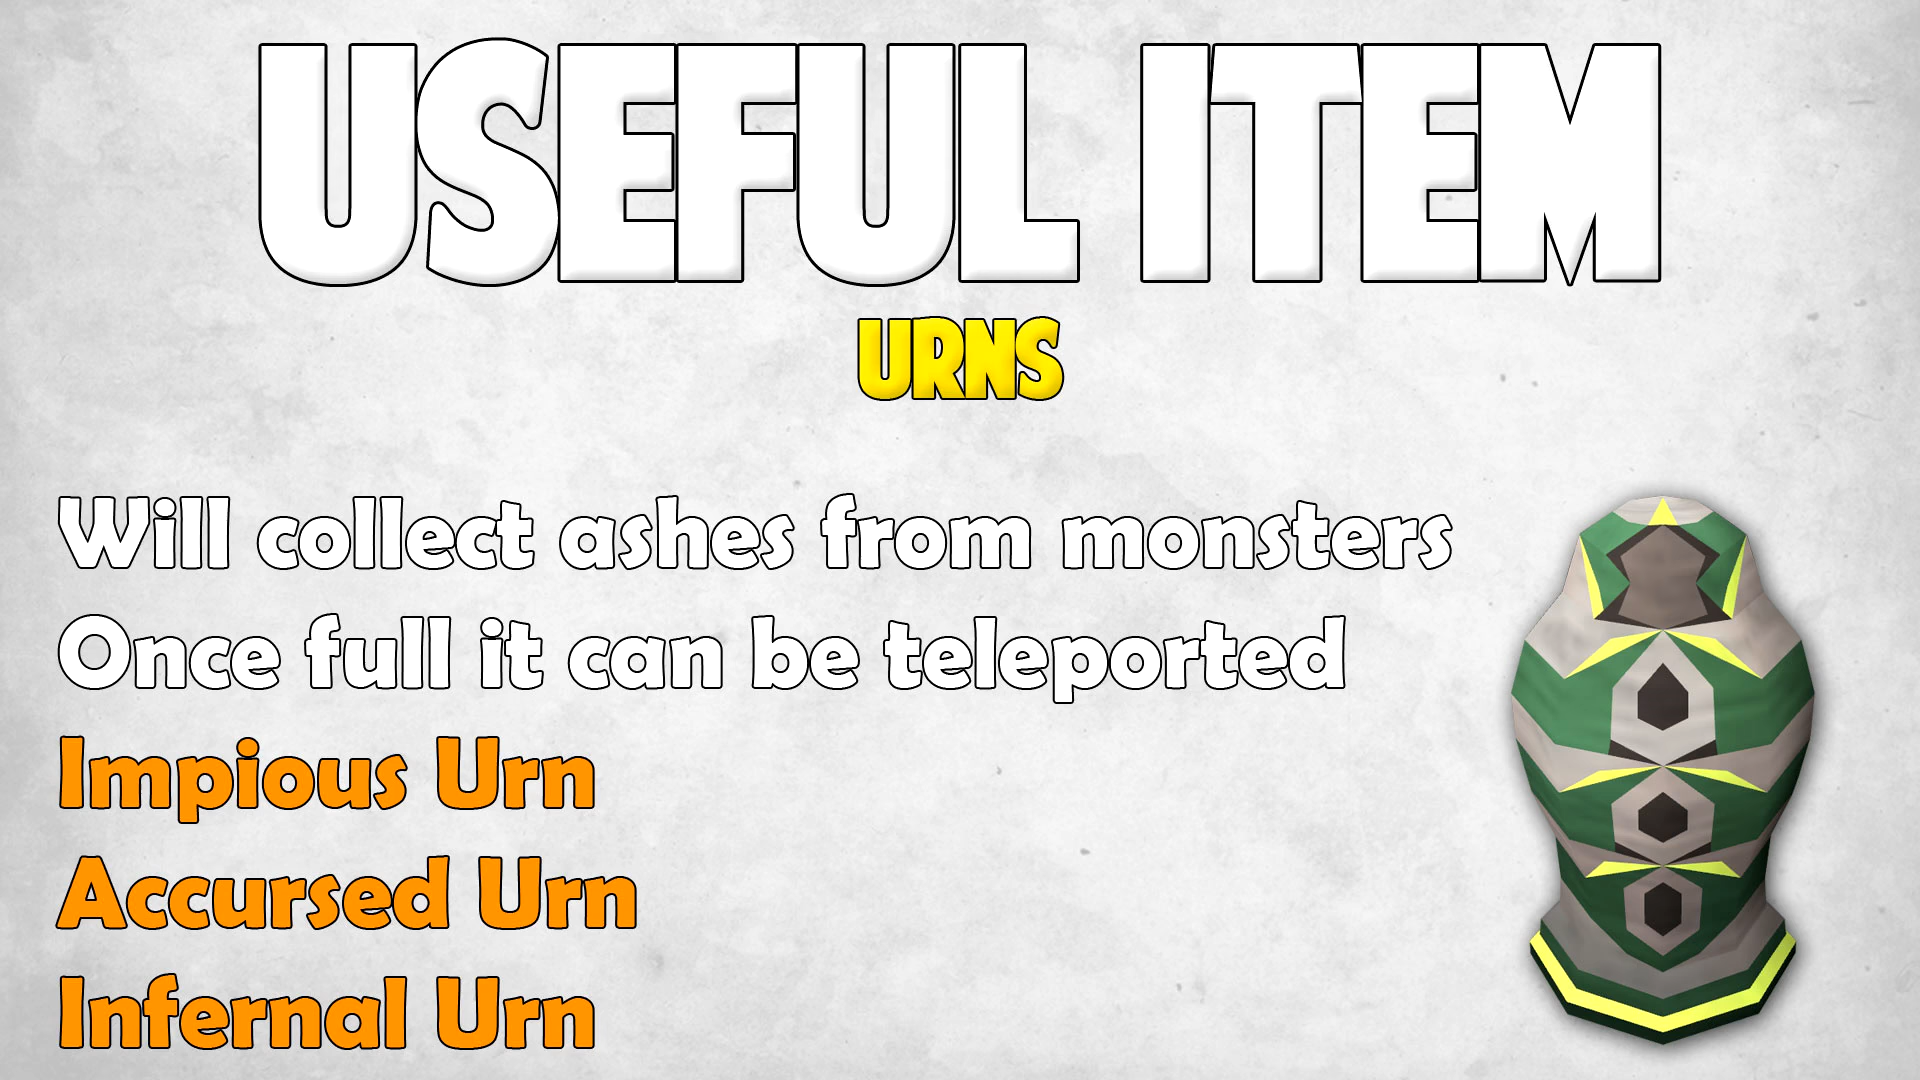 USEFUL ITEM
URNS
Will collect ashes from monsters
Once full it can be teleported
Impious Urn
Accursed Urn
Infernal Urn